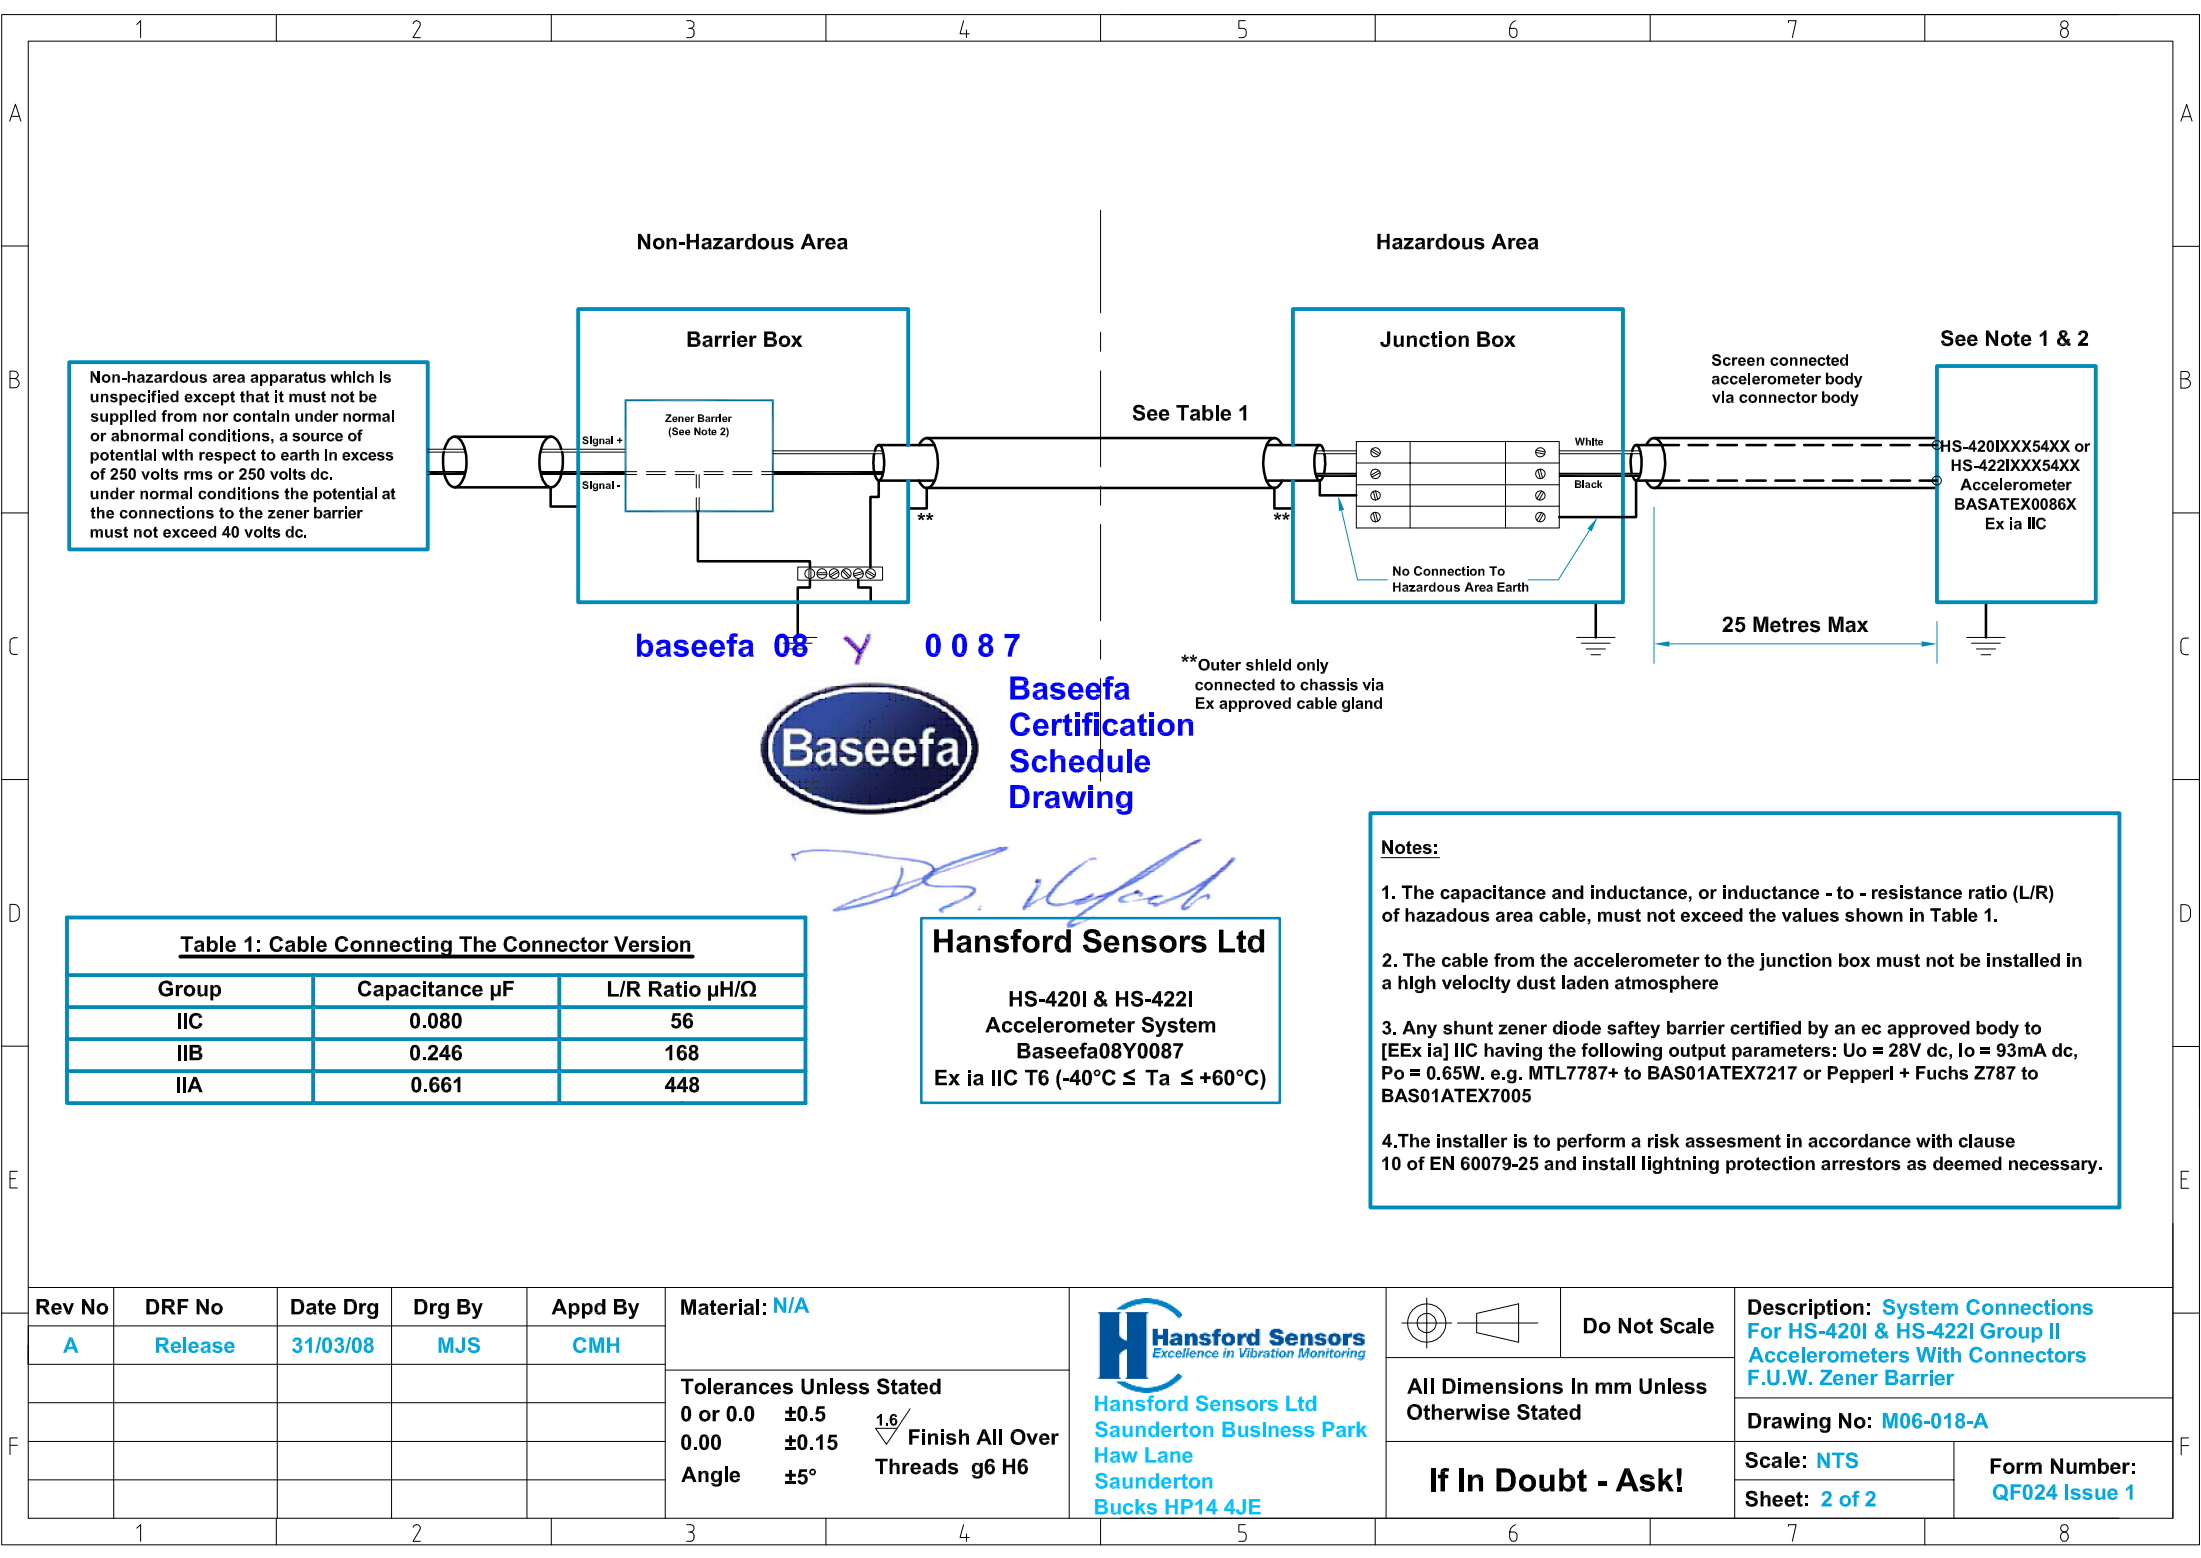 1 2 3 4 5 6 7 8
A A
B B
C C
D D
E E
F F
Non-Hazardous Area
Hazardous Area
Non-hazardous area apparatus which is
unspecified except that it must not be
supplied from nor contain under normal
or abnormal conditions, a source of
potential with respect to earth in excess
of 250 volts rms or 250 volts dc.
under normal conditions the potential at
the connections to the zener barrier
must not exceed 40 volts dc.
Barrier Box
Zener Barrier
(See Note 2)
Signal +
Signal -
**
See Table 1
**
Junction Box
White
Black
No Connection To
Hazardous Area Earth
Screen connected
accelerometer body
via connector body
See Note 1 & 2
HS-420IXXX54XX or
HS-422IXXX54XX
Accelerometer
BASATEX0086X
Ex ia IIC
25 Metres Max
**Outer shield only
connected to chassis via
Ex approved cable gland
baseefa 08 Y 0087
Baseefa
Baseefa
Certification
Schedule
Drawing
Table 1: Cable Connecting The Connector Version
Group Capacitance µF L/R Ratio µH/Ω
IIC 0.080 56
IIB 0.246 168
IIA 0.661 448
Hansford Sensors Ltd
HS-420I & HS-422I
Accelerometer System
Baseefa08Y0087
Ex ia IIC T6 (-40°C ≤ Ta ≤ +60°C)
Notes:
1. The capacitance and inductance, or inductance - to - resistance ratio (L/R)
of hazadous area cable, must not exceed the values shown in Table 1.
2. The cable from the accelerometer to the junction box must not be installed in
a high velocity dust laden atmosphere
3. Any shunt zener diode saftey barrier certified by an ec approved body to
[EEx ia] IIC having the following output parameters: Uo = 28V dc, Io = 93mA dc,
Po = 0.65W. e.g. MTL7787+ to BAS01ATEX7217 or Pepperl + Fuchs Z787 to
BAS01ATEX7005
4.The installer is to perform a risk assesment in accordance with clause
10 of EN 60079-25 and install lightning protection arrestors as deemed necessary.
Rev No DRF No Date Drg Drg By Appd By
A Release 31/03/08 MJS CMH
Material: N/A
Tolerances Unless Stated
0 or 0.0 ±0.5
0.00 ±0.15
Angle ±5°
1.6
Finish All Over
Threads g6 H6
Hansford Sensors
Excellence in Vibration Monitoring
Hansford Sensors Ltd
Saunderton Business Park
Haw Lane
Saunderton
Bucks HP14 4JE
Do Not Scale
All Dimensions In mm Unless
Otherwise Stated
If In Doubt - Ask!
Description: System Connections
For HS-420I & HS-422I Group II
Accelerometers With Connectors
F.U.W. Zener Barrier
Drawing No: M06-018-A
Scale: NTS
Sheet: 2 of 2
Form Number:
QF024 Issue 1
1 2 3 4 5 6 7 8